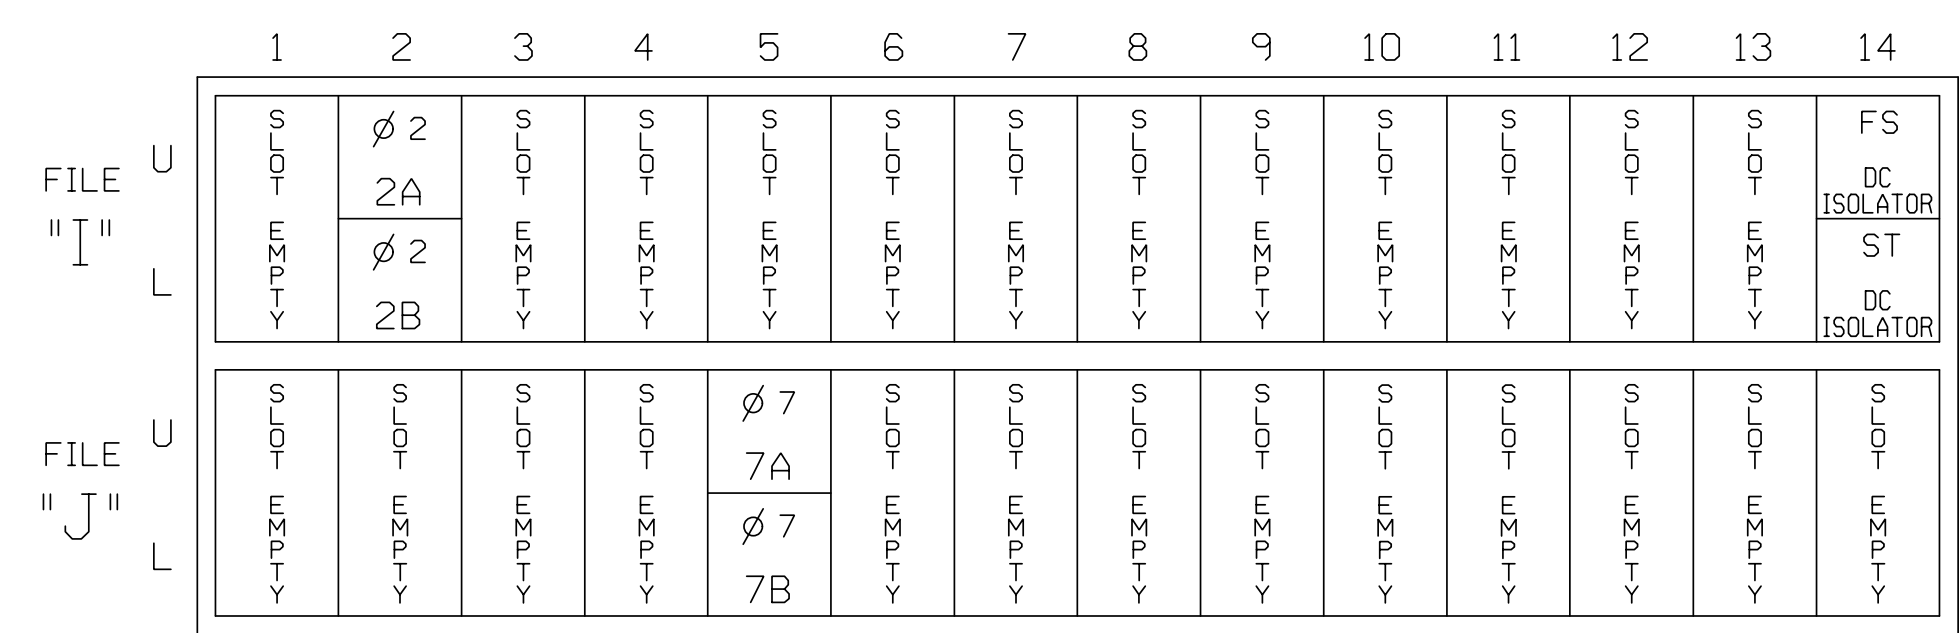 1 2 3 4 5 6 7 8 9 10 11 12 13 14
FILE "I"
U
L
SLOT EMPTY
Ø 2
2A
Ø 2
2B
SLOT EMPTY
SLOT EMPTY
SLOT EMPTY
SLOT EMPTY
SLOT EMPTY
SLOT EMPTY
SLOT EMPTY
SLOT EMPTY
SLOT EMPTY
SLOT EMPTY
SLOT EMPTY
FS
DC
ISOLATOR
ST
DC
ISOLATOR
FILE "J"
U
L
SLOT EMPTY
SLOT EMPTY
SLOT EMPTY
SLOT EMPTY
Ø 7
7A
Ø 7
7B
SLOT EMPTY
SLOT EMPTY
SLOT EMPTY
SLOT EMPTY
SLOT EMPTY
SLOT EMPTY
SLOT EMPTY
SLOT EMPTY
SLOT EMPTY